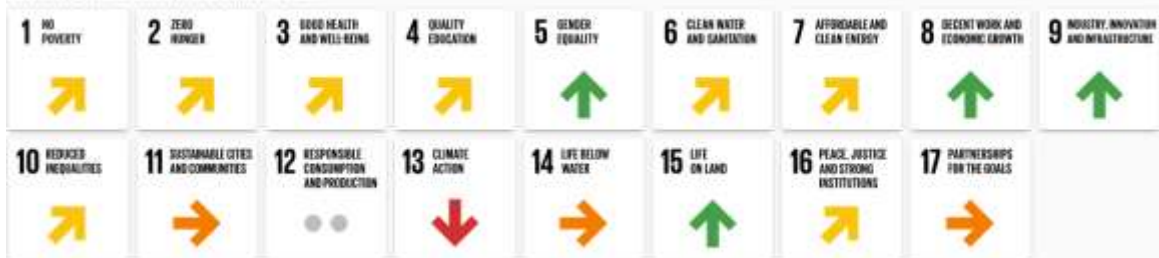 1 NO
POVERTY
2 ZERO
HUNGER
3 GOOD HEALTH
AND WELL-BEING
4 QUALITY
EDUCATION
5 GENDER
EQUALITY
6 CLEAN WATER
AND SANITATION
7 AFFORDABLE AND
CLEAN ENERGY
8 DECENT WORK AND
ECONOMIC GROWTH
9 INDUSTRY, INNOVATION
AND INFRASTRUCTURE
10 REDUCED
INEQUALITIES
11 SUSTAINABLE CITIES
AND COMMUNITIES
12 RESPONSIBLE
CONSUMPTION
AND PRODUCTION
13 CLIMATE
ACTION
14 LIFE BELOW
WATER
15 LIFE
ON LAND
16 PEACE, JUSTICE
AND STRONG
INSTITUTIONS
17 PARTNERSHIPS
FOR THE GOALS